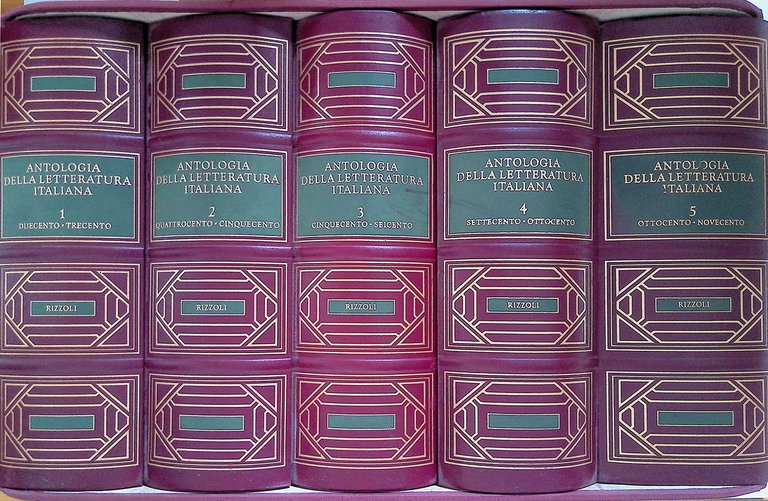 ANTOLOGIA
DELLA LETTERATURA
ITALIANA
1
DUECENTO • TRECENTO
RIZZOLI
ANTOLOGIA
DELLA LETTERATURA
ITALIANA
2
QUATTROCENTO • CINQUECENTO
RIZZOLI
ANTOLOGIA
DELLA LETTERATURA
ITALIANA
3
CINQUECENTO • SEICENTO
RIZZOLI
ANTOLOGIA
DELLA LETTERATURA
ITALIANA
4
SETTECENTO • OTTOCENTO
RIZZOLI
ANTOLOGIA
DELLA LETTERATURA
ITALIANA
5
OTTOCENTO • NOVECENTO
RIZZOLI